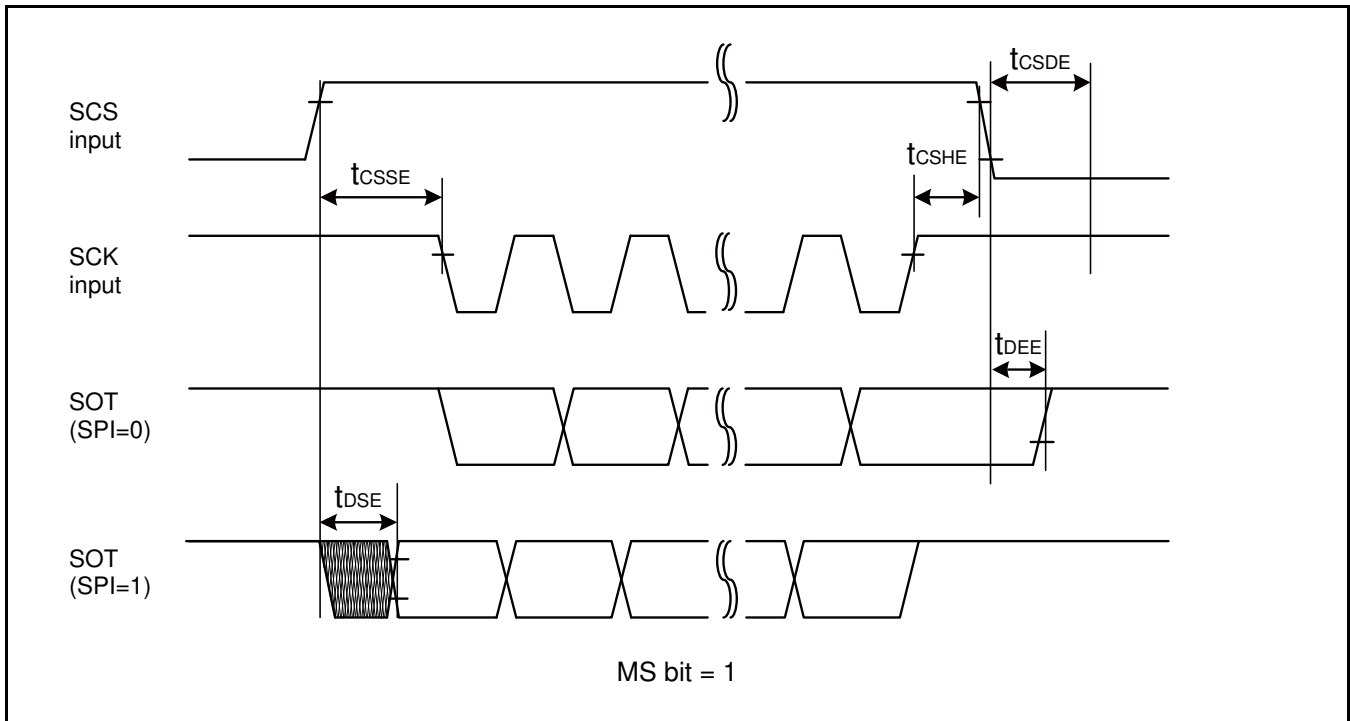 tCSDE
SCS
input
tCSHE
tCSSE
SCK
input
tDEE
SOT
(SPI=0)
tDSE
SOT
(SPI=1)
MS bit = 1